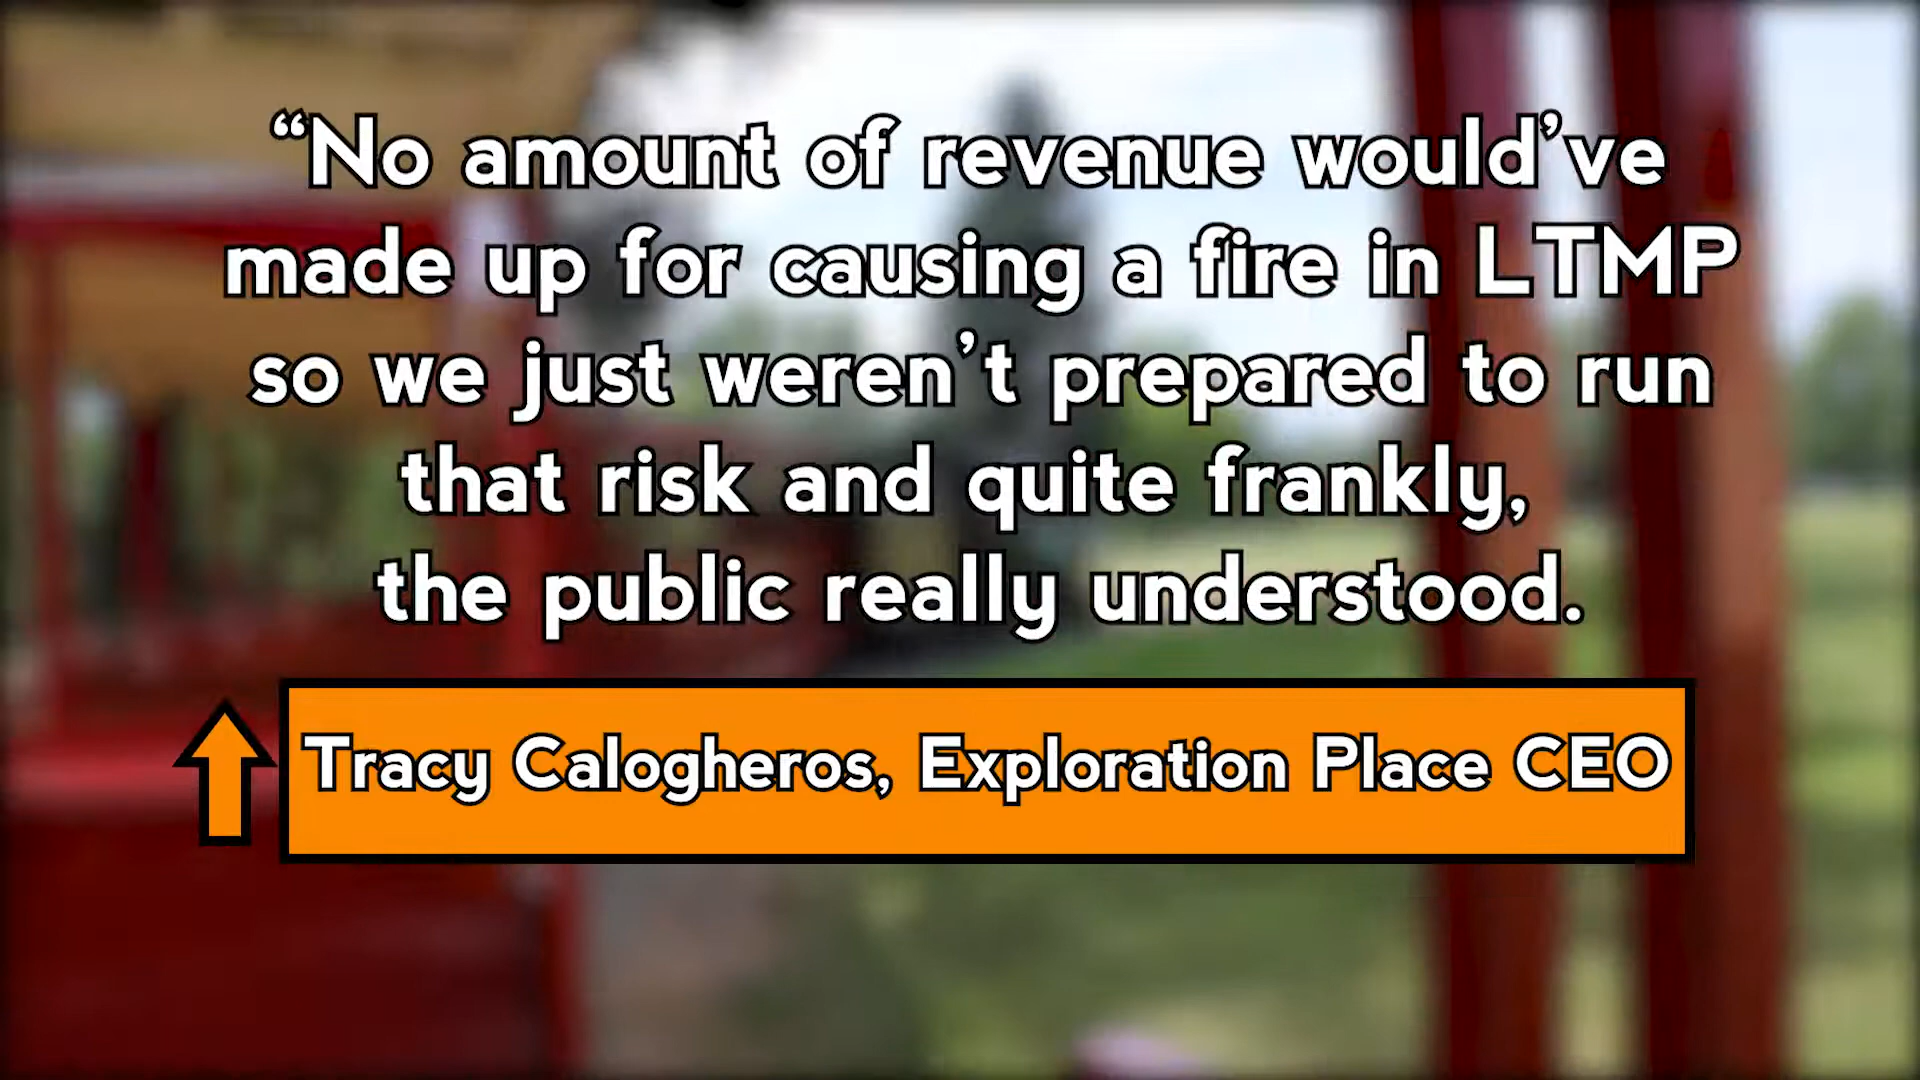 “No amount of revenue would’ve
made up for causing a fire in LTMP
so we just weren’t prepared to run
that risk and quite frankly,
the public really understood.
Tracy Calogheros, Exploration Place CEO